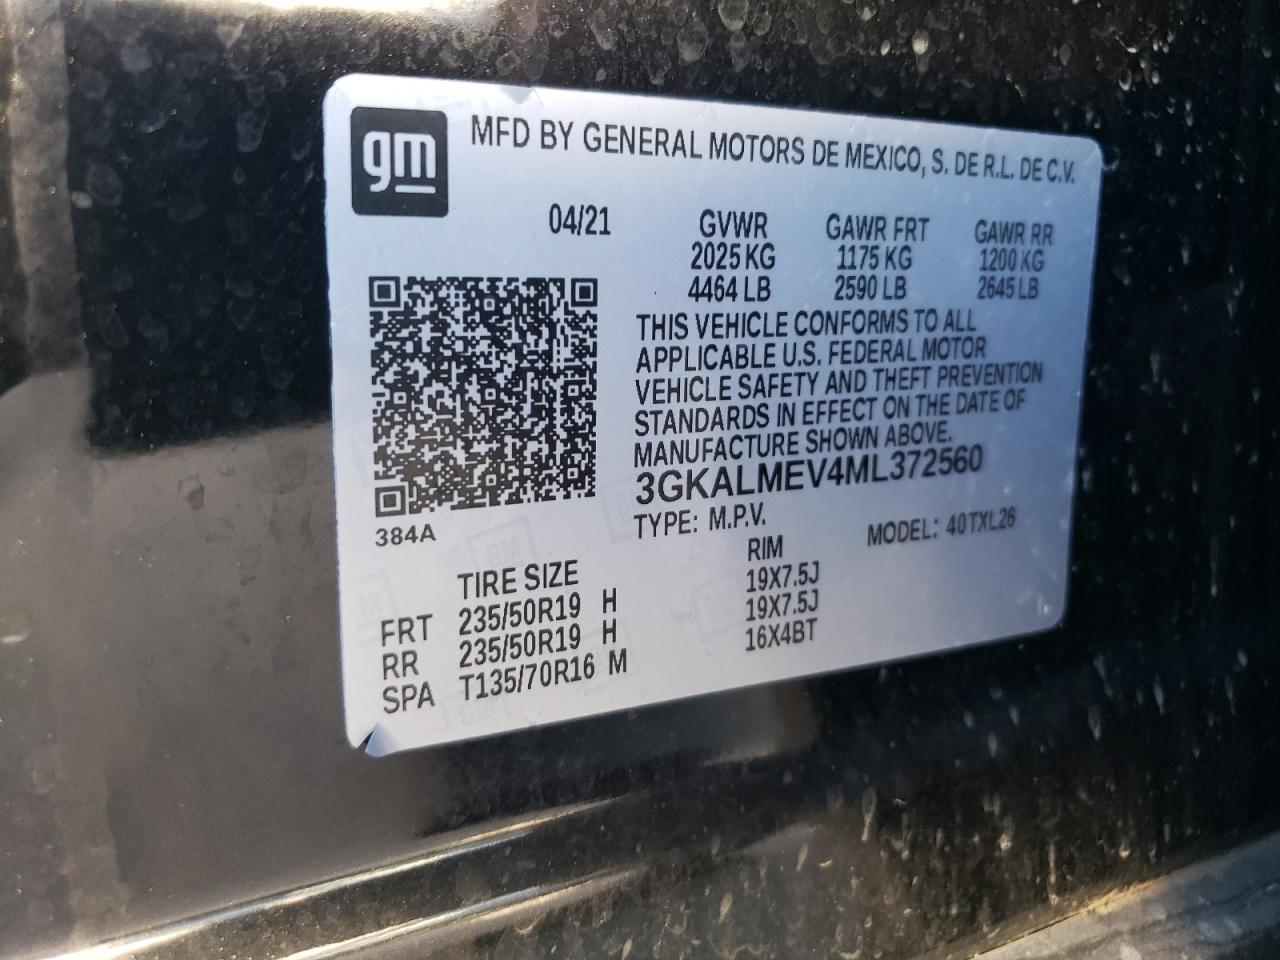 gm
MFD BY GENERAL MOTORS DE MEXICO, S. DE R.L. DE C.V.
04/21 GVWR GAWR FRT GAWR RR
2025 KG 1175 KG 1200 KG
4464 LB 2590 LB 2645 LB
THIS VEHICLE CONFORMS TO ALL
APPLICABLE U.S. FEDERAL MOTOR
VEHICLE SAFETY AND THEFT PREVENTION
STANDARDS IN EFFECT ON THE DATE OF
MANUFACTURE SHOWN ABOVE.
3GKALMEV4ML372560
384A
TYPE: M.P.V. MODEL: 40TXL26
TIRE SIZE RIM
FRT 235/50R19 H 19X7.5J
RR 235/50R19 H 19X7.5J
SPA T135/70R16 M 16X4BT